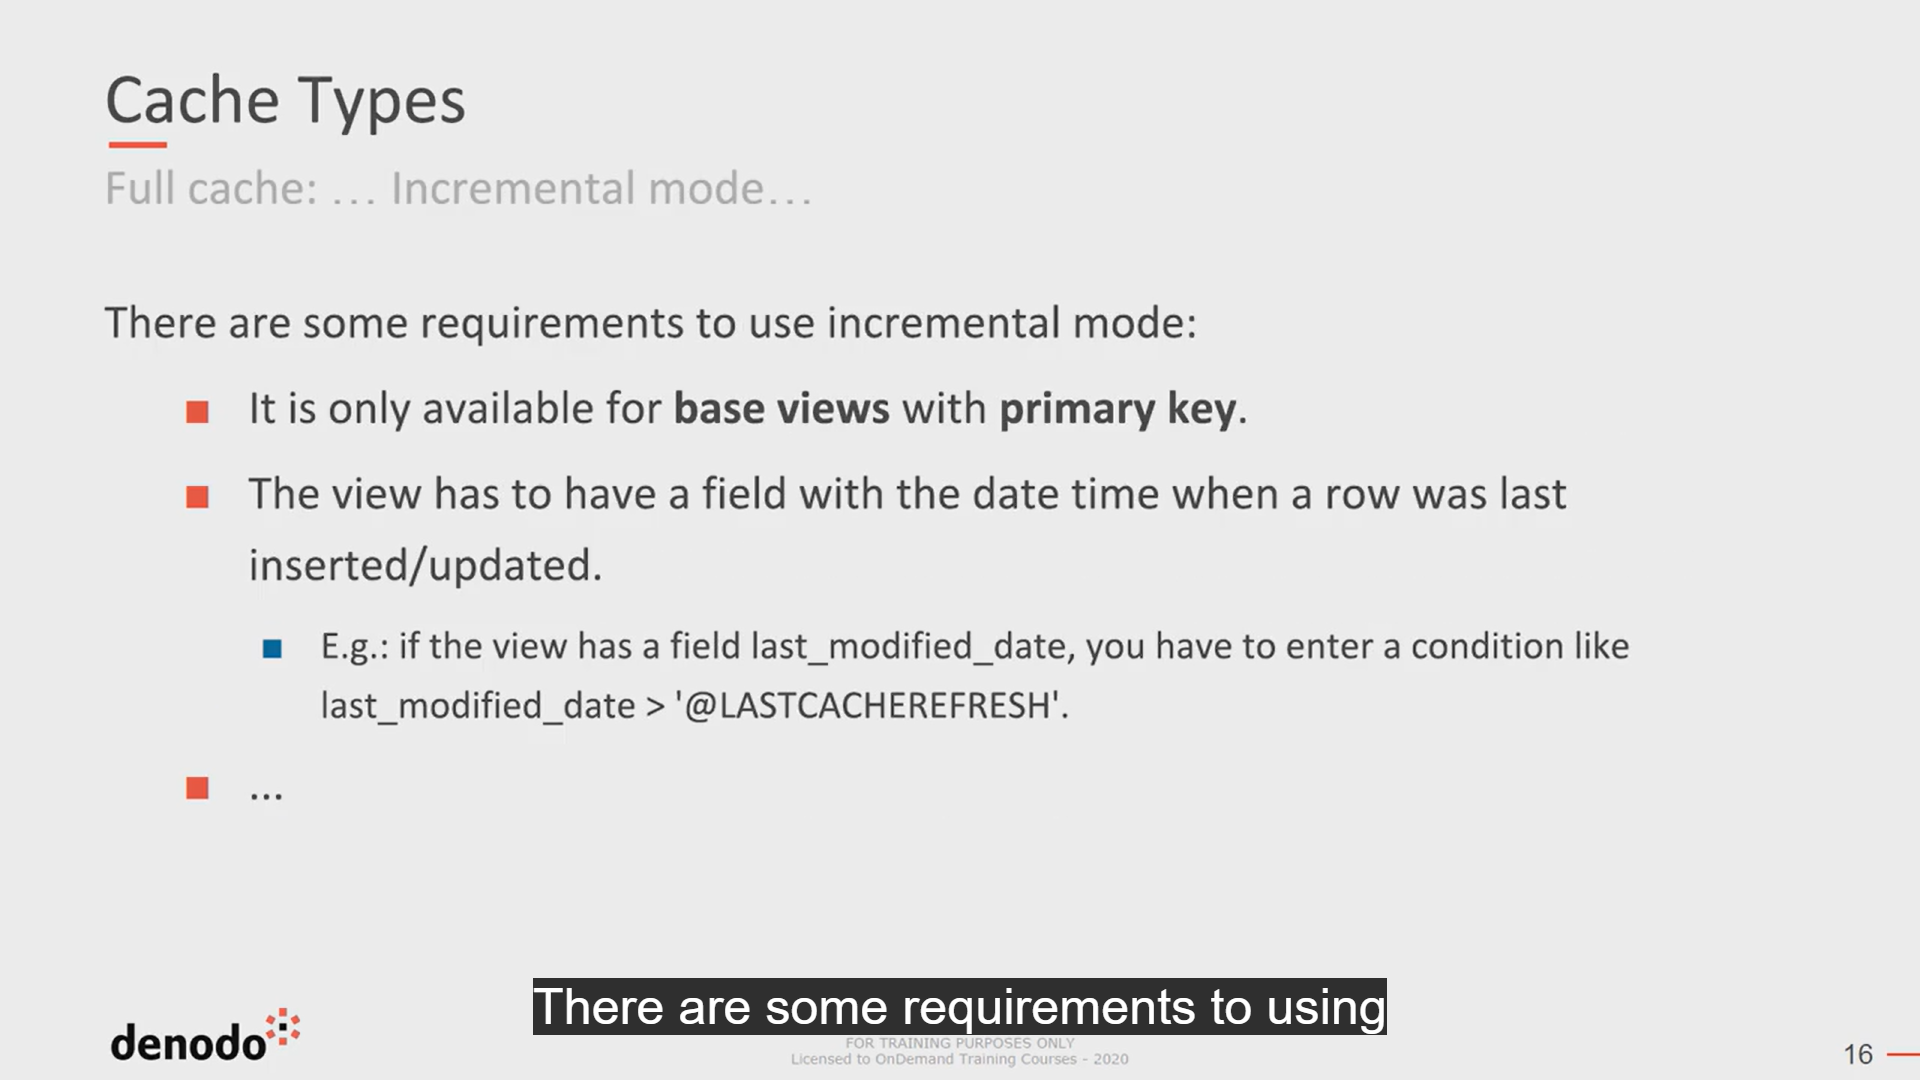 Cache Types
Full cache: … Incremental mode…
There are some requirements to use incremental mode:
It is only available for base views with primary key.
The view has to have a field with the date time when a row was last
inserted/updated.
E.g.: if the view has a field last_modified_date, you have to enter a condition like
last_modified_date > '@LASTCACHEREFRESH'.
...
There are some requirements to using
denodo
FOR TRAINING PURPOSES ONLY
Licensed to OnDemand Training Courses - 2020
16